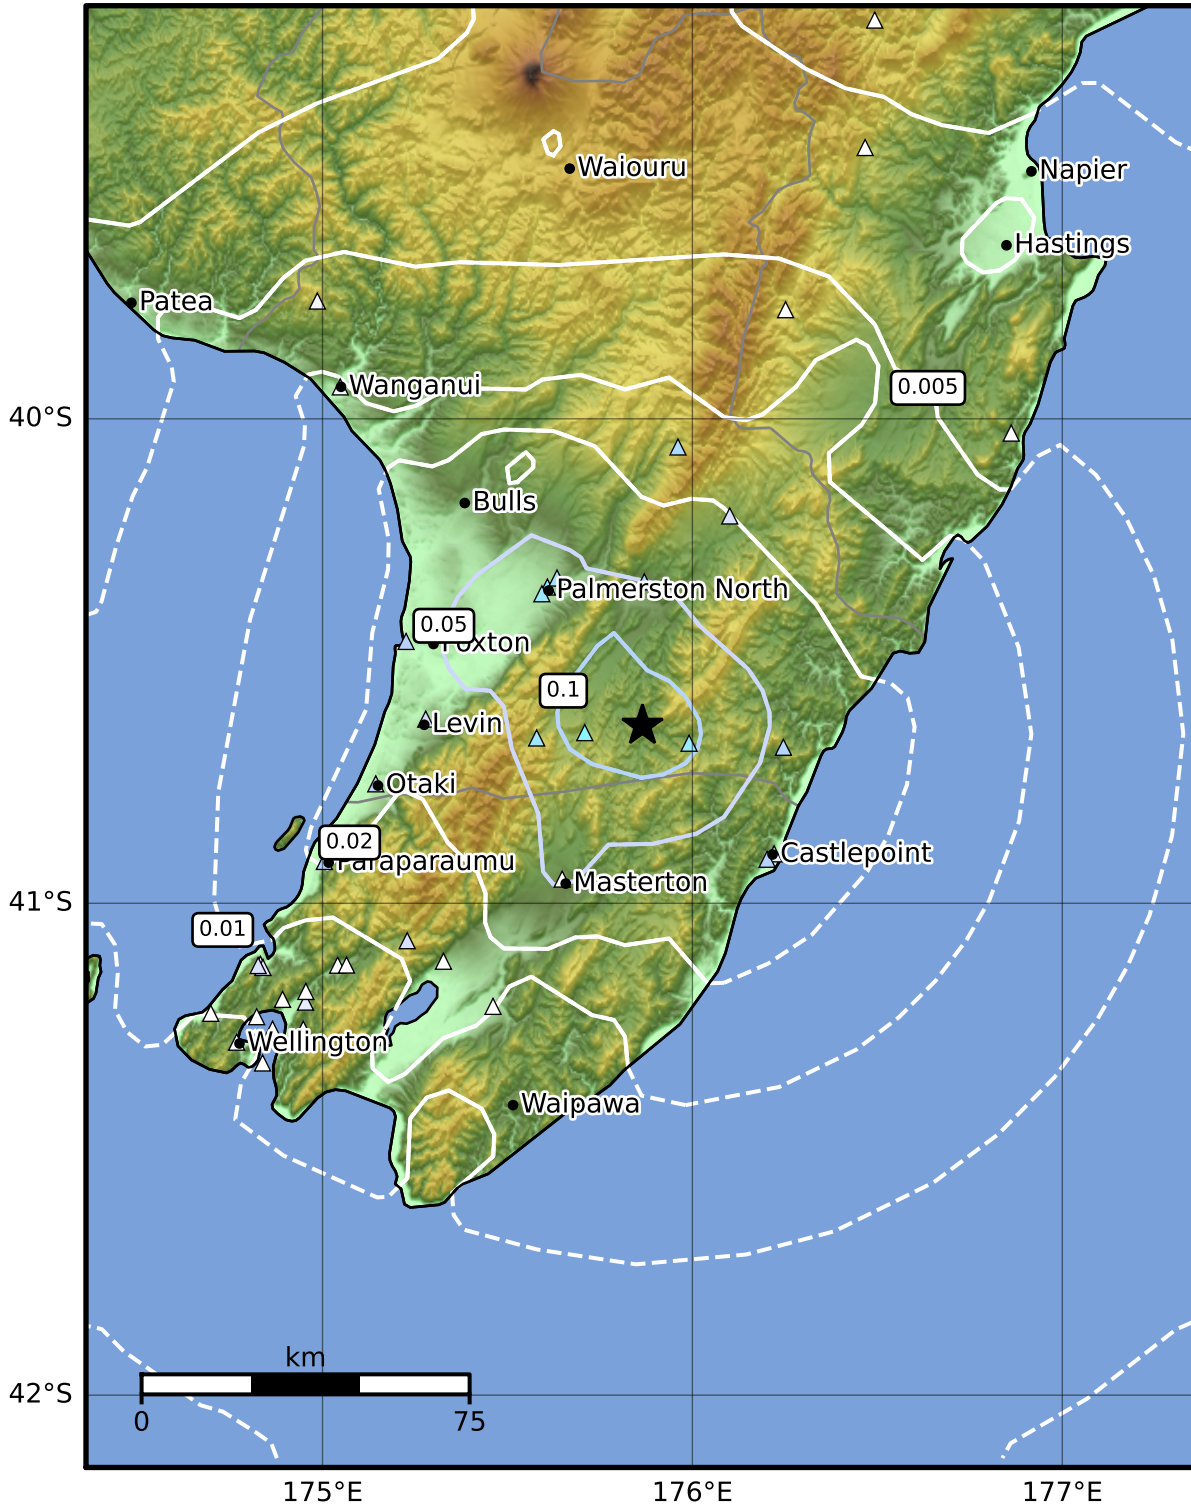 Waiouru
Napier
Hastings
Patea
Wanganui
0.005
40°S
Bulls
Palmerston North
0.05
Foxton
0.1
Levin
Otaki
0.02
Paraparaumu
Castlepoint
Masterton
41°S
0.01
Wellington
Waipawa
km
0
75
42°S
175°E
176°E
177°E